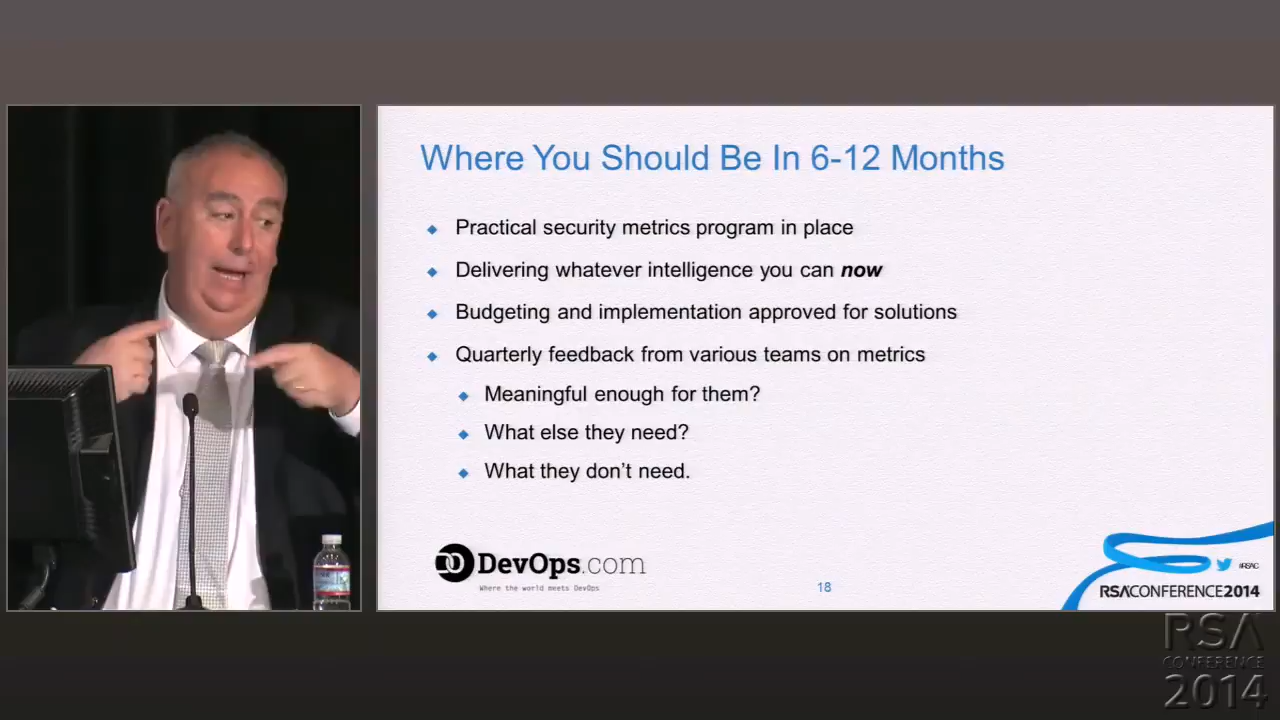 Where You Should Be In 6-12 Months
Practical security metrics program in place
Delivering whatever intelligence you can now
Budgeting and implementation approved for solutions
Quarterly feedback from various teams on metrics
Meaningful enough for them?
What else they need?
What they don't need.
DevOps.com
Where the world meets DevOps
18
#RSAC
RSACONFERENCE2014
RSA
CONFERENCE
2014